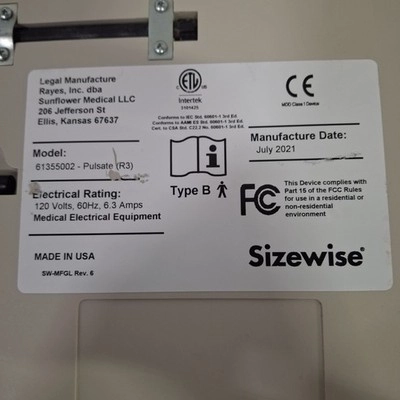 Legal Manufacture
Rayes, Inc. dba
Sunflower Medical LLC
206 Jefferson St
Ellis, Kansas 67637
ETL
Intertek
Conforms to IEC Std. 60601-1 3rd Ed.
Conforms to AAMI ES Std. 60601-1 3rd Ed.
Cert. to CSA Std. C22.2 No. 60601-1 3rd Ed.
CE
MDD Class 1 Device
Model:
61355002 - Pulsate (R3)
Manufacture Date:
July 2021
Electrical Rating:
120 Volts, 60Hz, 6.3 Amps
Medical Electrical Equipment
Type B
FC
This Device complies with
Part 15 of the FCC Rules
for use in a residential or
non-residential
environment
MADE IN USA
SW-MFGL Rev. 6
Sizewise®